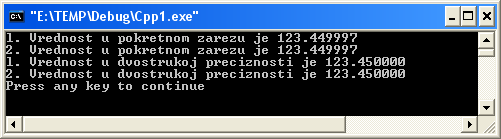 "E:\TEMP\Debug\Cpp1.exe"
1. Vrednost u pokretnom zarezu je 123.449997
2. Vrednost u pokretnom zarezu je 123.449997
1. Vrednost u dvostrukoj preciznosti je 123.450000
2. Vrednost u dvostrukoj preciznosti je 123.450000
Press any key to continue